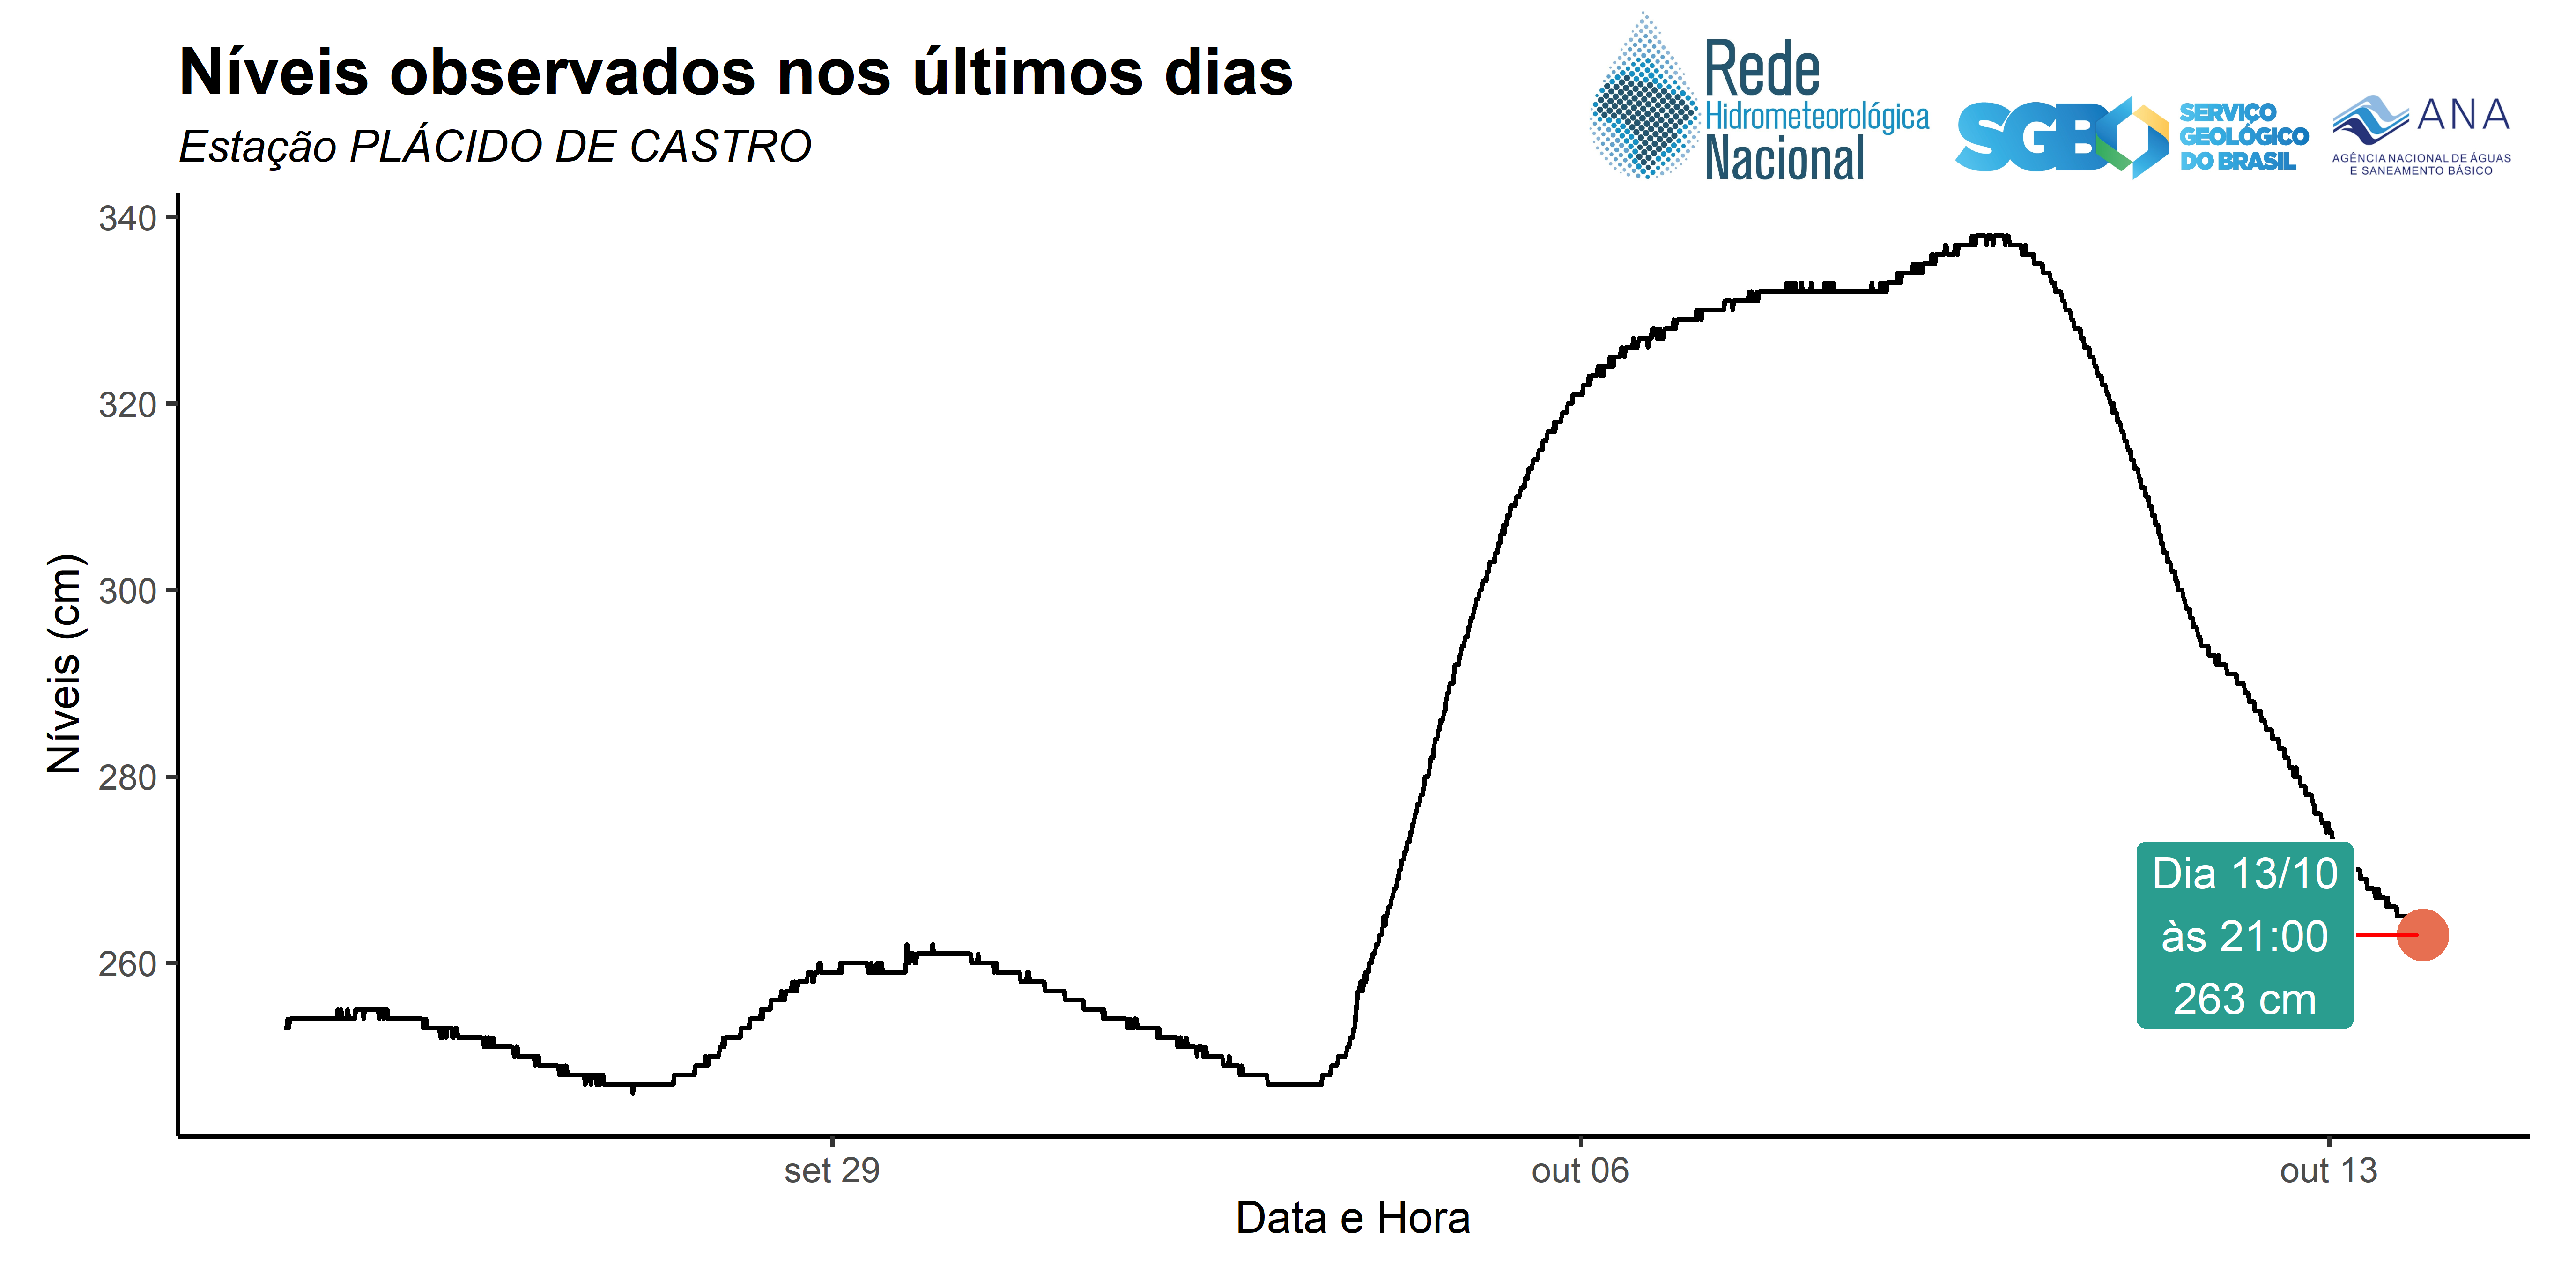 Níveis observados nos últimos dias
Estação PLÁCIDO DE CASTRO
Rede
Hidrometeorológica
Nacional
SGB
SERVIÇO
GEOLÓGICO
DO BRASIL
ANA
AGÊNCIA NACIONAL DE ÁGUAS
E SANEAMENTO BÁSICO
Níveis (cm)
340
320
300
280
260
Dia 13/10
às 21:00
263 cm
set 29
out 06
out 13
Data e Hora